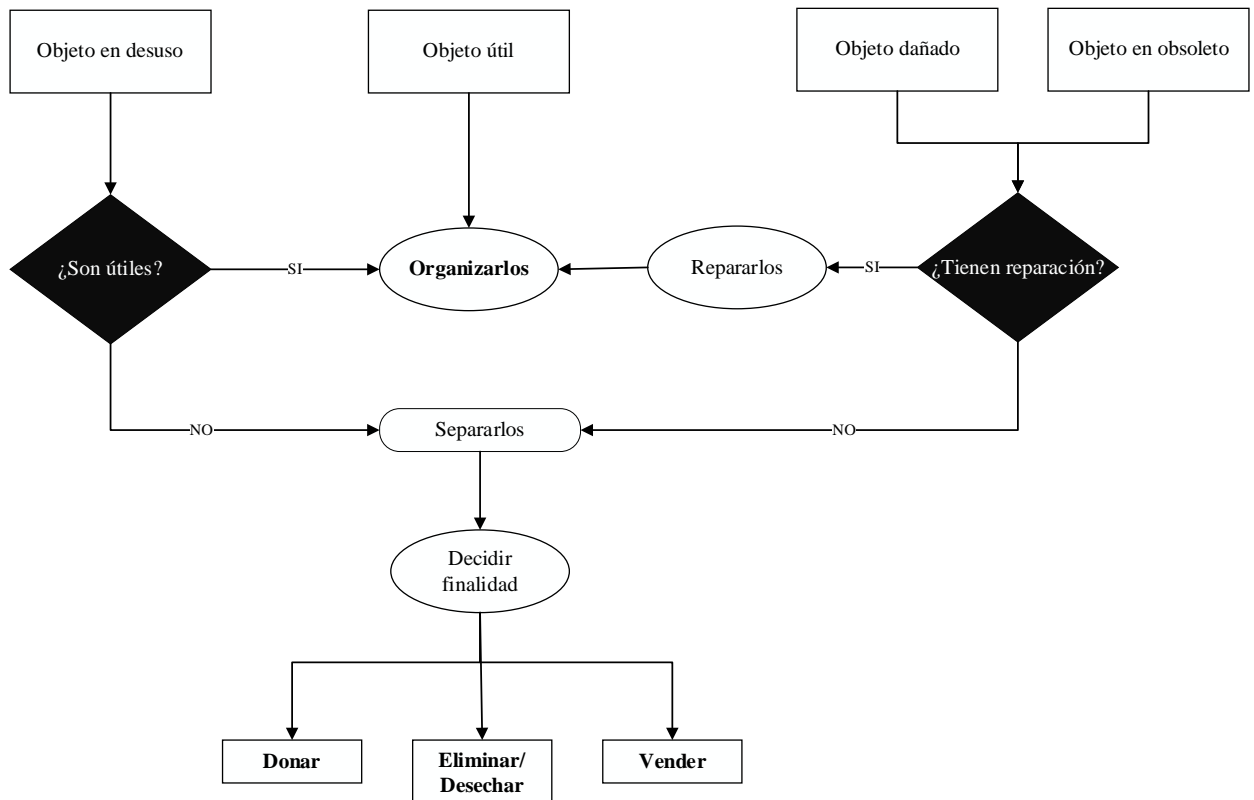 Objeto en desuso
Objeto útil
Objeto dañado
Objeto en obsoleto
¿Son útiles?
SI
Organizarlos
Repararlos
SI
¿Tienen reparación?
NO
Separarlos
NO
Decidir
finalidad
Donar
Eliminar/
Desechar
Vender